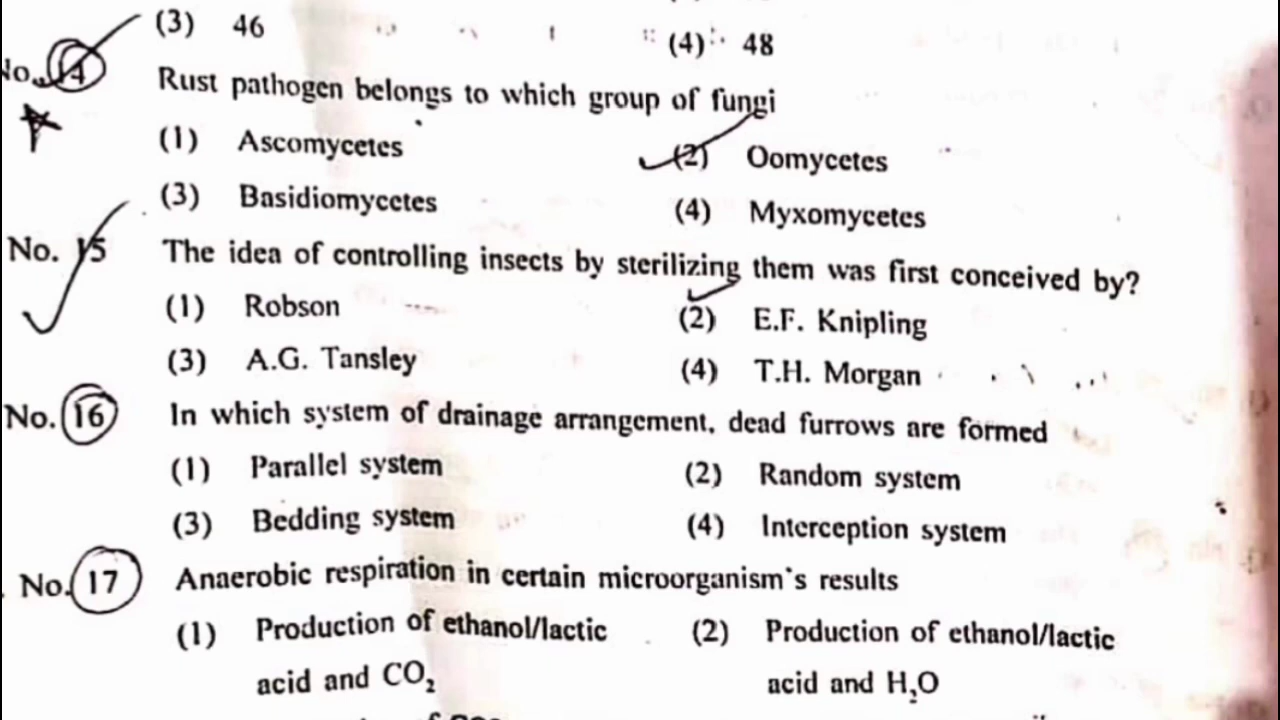 (3) 46 (4) 48
No. 14 Rust pathogen belongs to which group of fungi
(1) Ascomycetes (2) Oomycetes
(3) Basidiomycetes (4) Myxomycetes
No. 15 The idea of controlling insects by sterilizing them was first conceived by?
(1) Robson (2) E.F. Knipling
(3) A.G. Tansley (4) T.H. Morgan
No. 16 In which system of drainage arrangement, dead furrows are formed
(1) Parallel system (2) Random system
(3) Bedding system (4) Interception system
No. 17 Anaerobic respiration in certain microorganism's results
(1) Production of ethanol/lactic (2) Production of ethanol/lactic
acid and CO₂ acid and H₂O